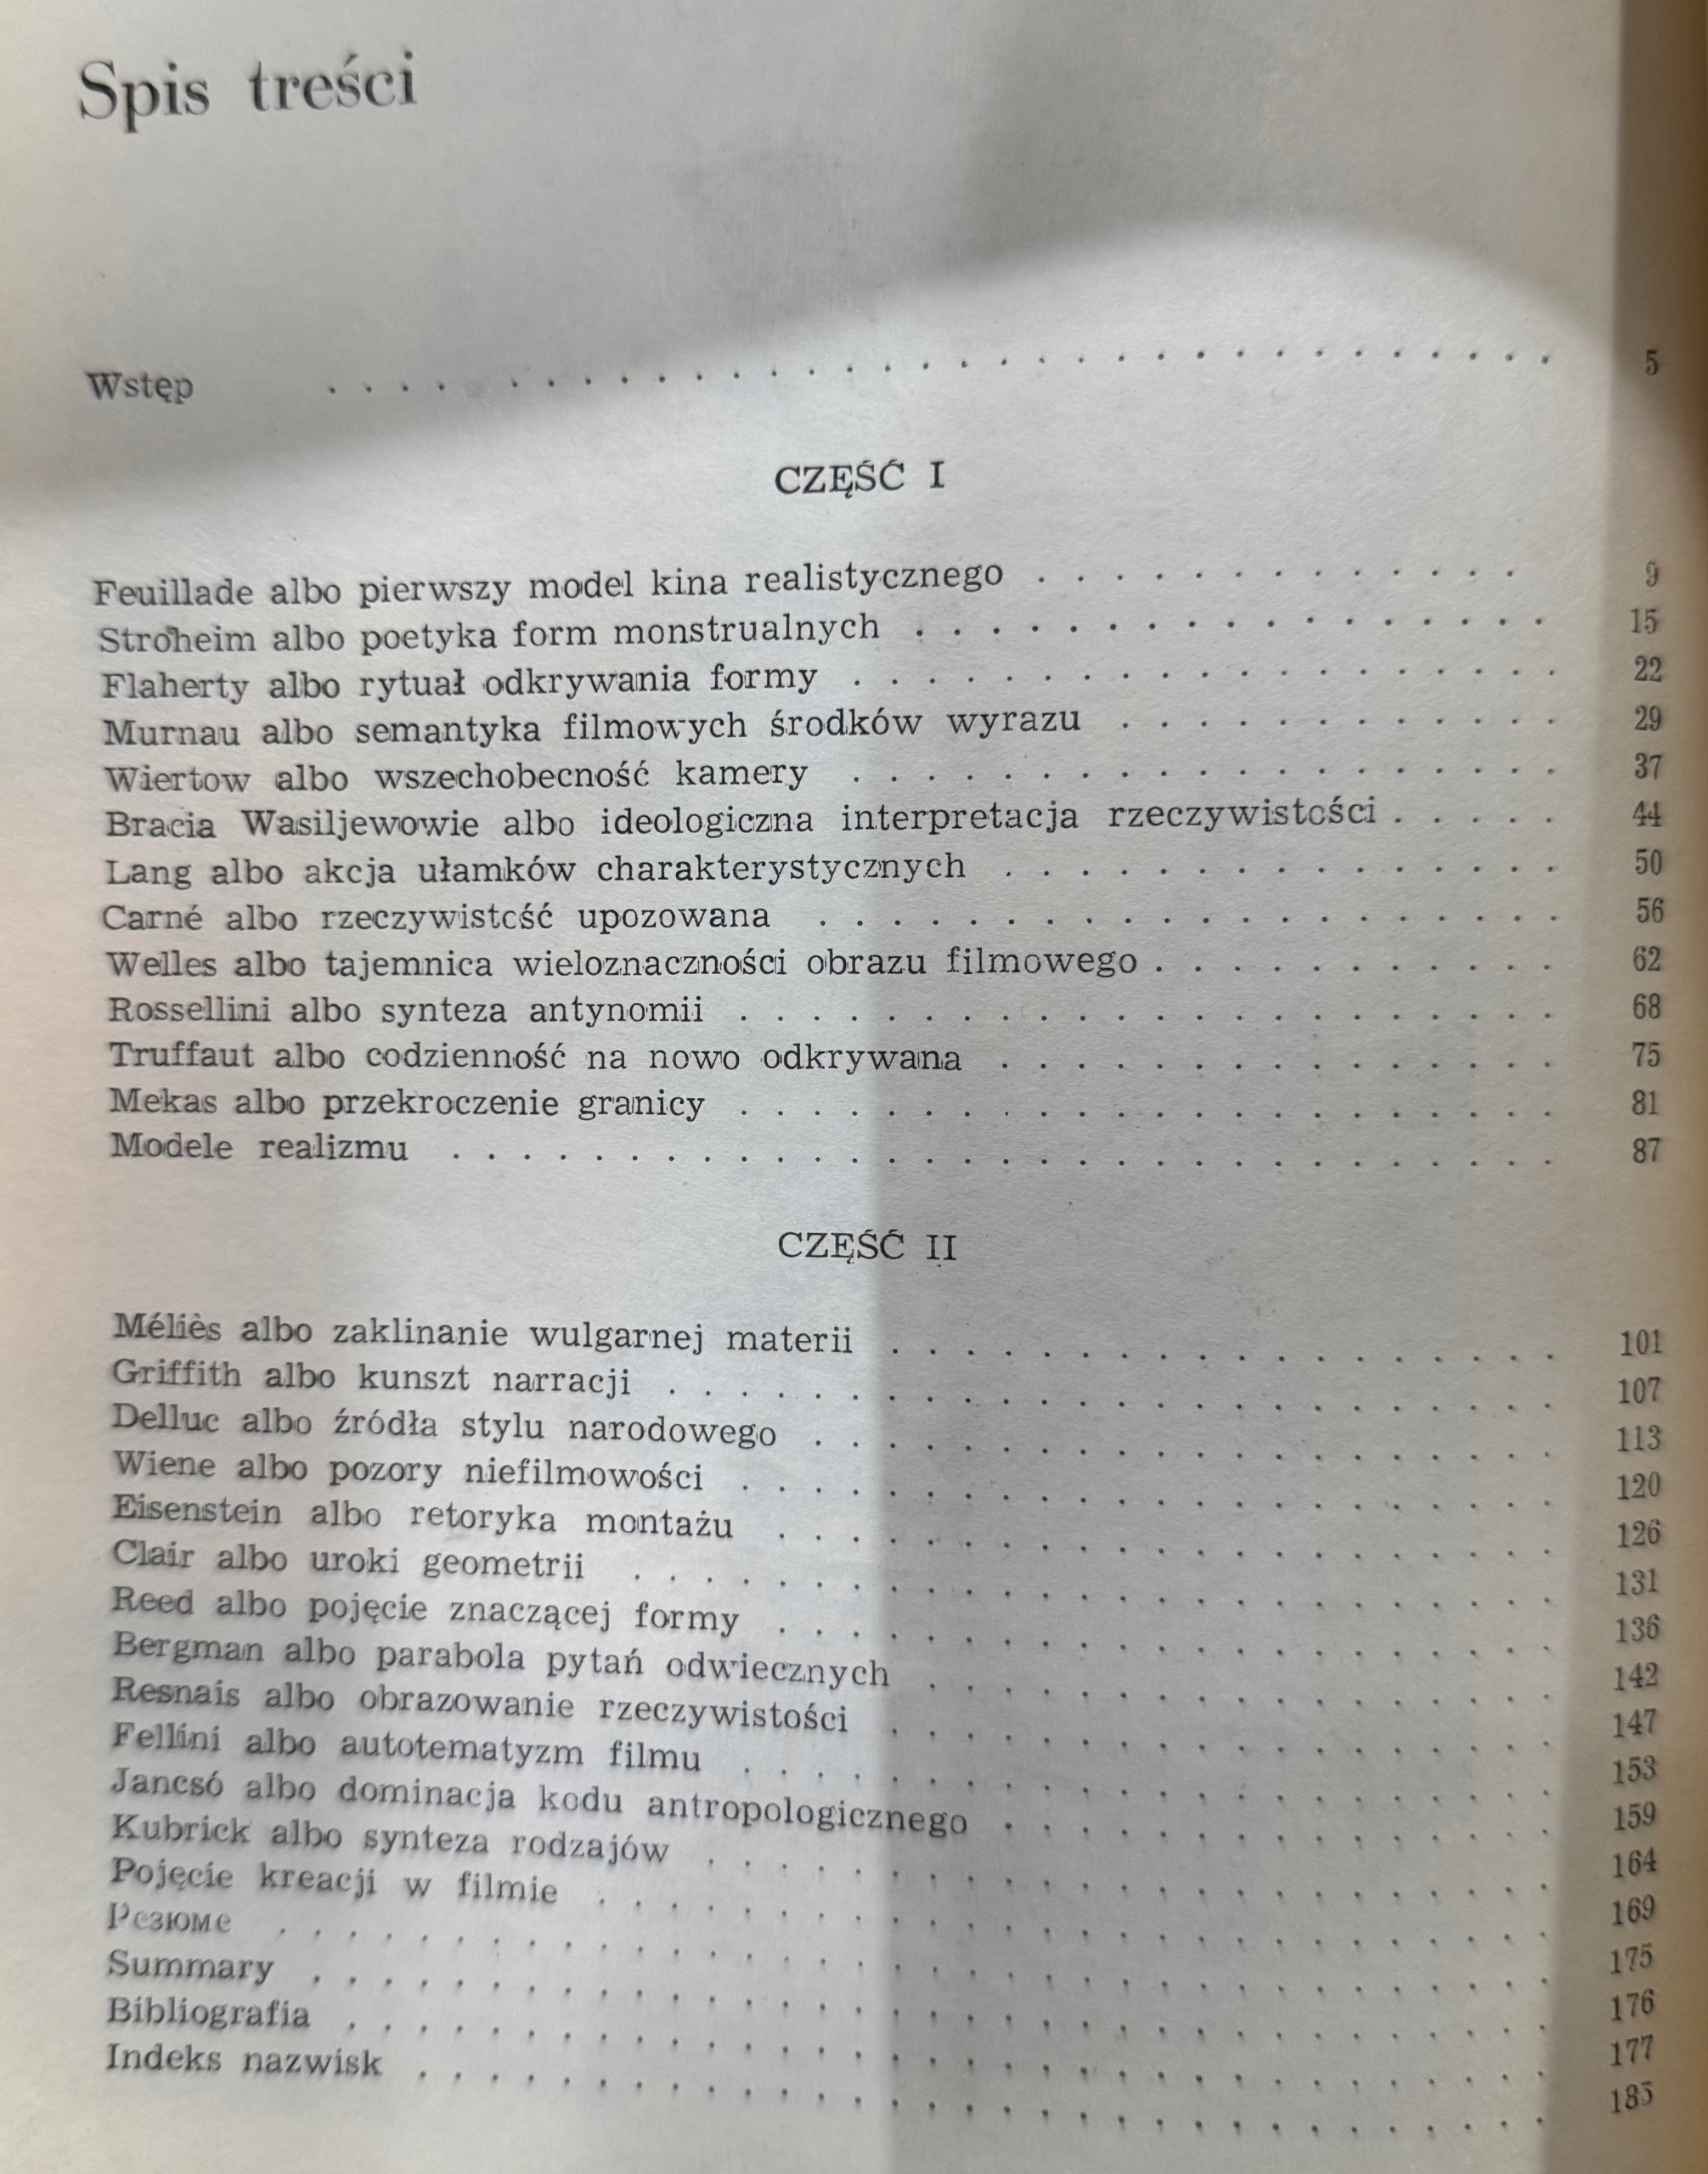 Spis treści
Wstęp . . . . . . . . . . . . . . . . . . . . . . . . . . . . . . 5
CZĘŚĆ I
Feuillade albo pierwszy model kina realistycznego . . . . . . . . . . . . . . 9
Stroheim albo poetyka form monstrualnych . . . . . . . . . . . . . . . . . 15
Flaherty albo rytuał odkrywania formy . . . . . . . . . . . . . . . . . . . 22
Murnau albo semantyka filmowych środków wyrazu . . . . . . . . . . . . 29
Wiertow albo wszechobecność kamery . . . . . . . . . . . . . . . . . . . 37
Bracia Wasiljewowie albo ideologiczna interpretacja rzeczywistości . . . . . 44
Lang albo akcja ułamków charakterystycznych . . . . . . . . . . . . . . . 50
Carné albo rzeczywistość upozowana . . . . . . . . . . . . . . . . . . . . 56
Welles albo tajemnica wieloznaczności obrazu filmowego . . . . . . . . . . . 62
Rossellini albo synteza antynomii . . . . . . . . . . . . . . . . . . . . . . 68
Truffaut albo codzienność na nowo odkrywana . . . . . . . . . . . . . . . 75
Mekas albo przekroczenie granicy . . . . . . . . . . . . . . . . . . . . . . 81
Modele realizmu . . . . . . . . . . . . . . . . . . . . . . . . . . . . . . 87
CZĘŚĆ II
Méliès albo zaklinanie wulgarnej materii . . . . . . . . . . . . . . . . . . 101
Griffith albo kunszt narracji . . . . . . . . . . . . . . . . . . . . . . . . 107
Delluc albo źródła stylu narodowego . . . . . . . . . . . . . . . . . . . . 113
Wiene albo pozory niefilmowości . . . . . . . . . . . . . . . . . . . . . . 120
Eisenstein albo retoryka montażu . . . . . . . . . . . . . . . . . . . . . 126
Clair albo uroki geometrii . . . . . . . . . . . . . . . . . . . . . . . . . 131
Reed albo pojęcie znaczącej formy . . . . . . . . . . . . . . . . . . . . . 136
Bergman albo parabola pytań odwiecznych . . . . . . . . . . . . . . . . . 142
Resnais albo obrazowanie rzeczywistości . . . . . . . . . . . . . . . . . . 147
Fellini albo autotematyzm filmu . . . . . . . . . . . . . . . . . . . . . . 153
Jancsó albo dominacja kodu antropologicznego . . . . . . . . . . . . . . . 159
Kubrick albo synteza rodzajów . . . . . . . . . . . . . . . . . . . . . . . 164
Pojęcie kreacji w filmie . . . . . . . . . . . . . . . . . . . . . . . . . . 169
Резюме . . . . . . . . . . . . . . . . . . . . . . . . . . . . . . . . . . 175
Summary . . . . . . . . . . . . . . . . . . . . . . . . . . . . . . . . . 176
Bibliografia . . . . . . . . . . . . . . . . . . . . . . . . . . . . . . . . 177
Indeks nazwisk . . . . . . . . . . . . . . . . . . . . . . . . . . . . . . 185